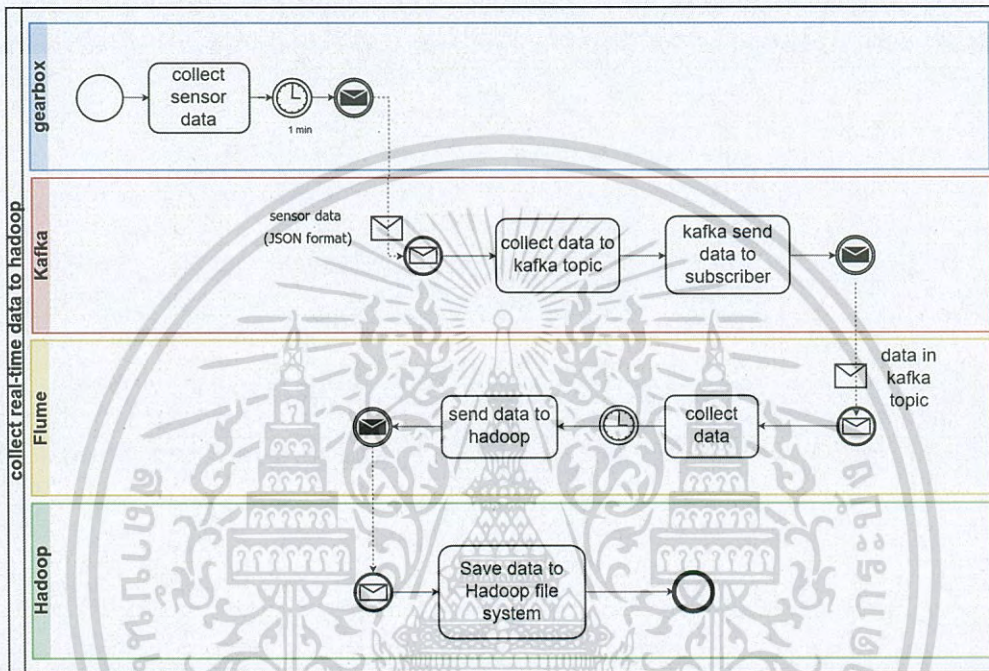 collect real-time data to hadoop
gearbox
collect
sensor
data
1 min
Kafka
sensor data
(JSON format)
collect data to
kafka topic
kafka send
data to
subscriber
Flume
data in
kafka
topic
collect
data
send data to
hadoop
Hadoop
Save data to
Hadoop file
system